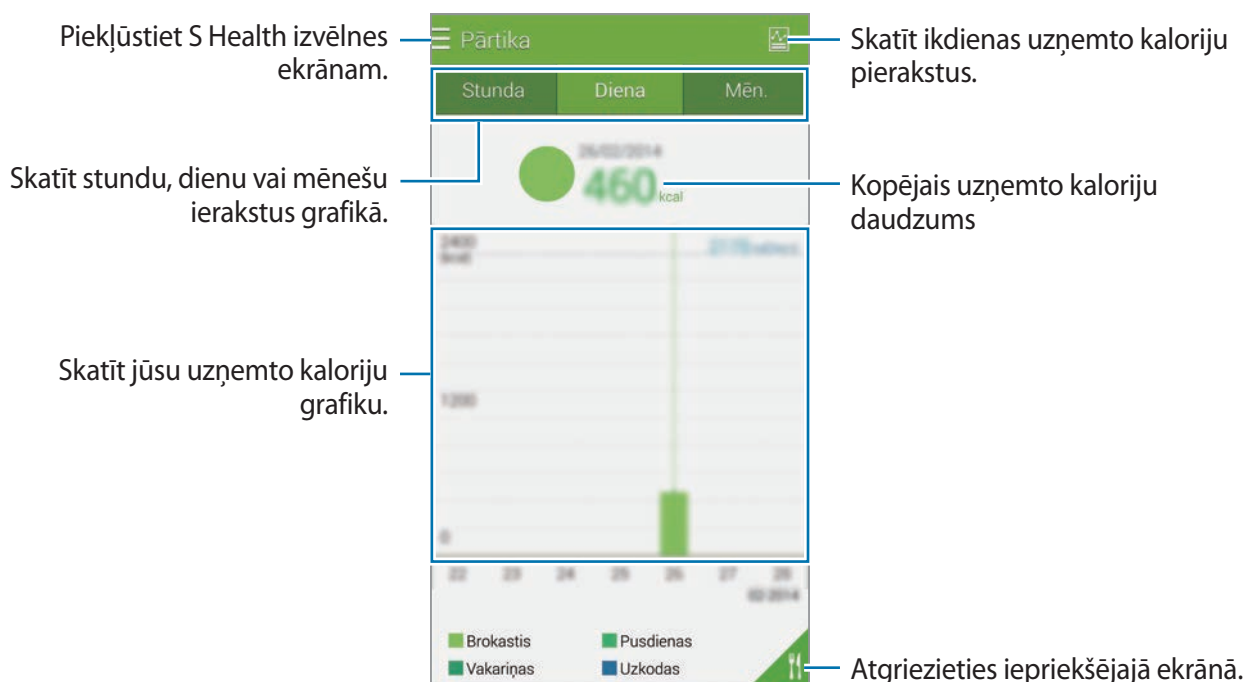 Piekļūstiet S Health izvēlnes
ekrānam.
Pārtika
Skatīt ikdienas uzņemto kaloriju
pierakstus.
Stunda Diena Mēn.
Skatīt stundu, dienu vai mēnešu
ierakstus grafikā.
26/02/2014
460 kcal
Kopējais uzņemto kaloriju
daudzums
2400
Skatīt jūsu uzņemto kaloriju
grafiku.
1200
0
22 23 24 25 26 27 28
02 2014
Brokastis Pusdienas
Vakariņas Uzkodas
Atgriezieties iepriekšējajā ekrānā.